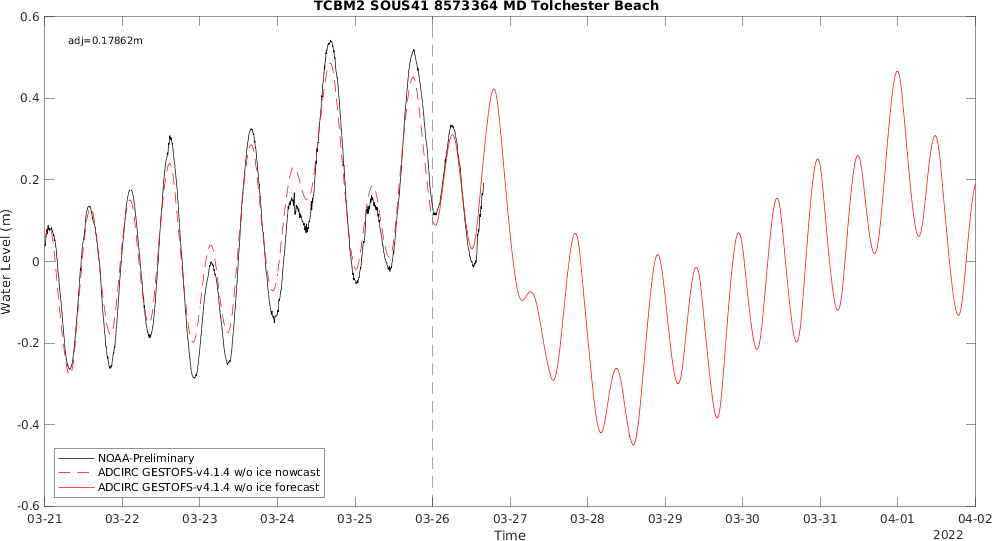 TCBM2 SOUS41 8573364 MD Tolchester Beach
adj=0.17862m
0.6
0.4
0.2
0
-0.2
-0.4
-0.6
Water Level (m)
NOAA-Preliminary
ADCIRC GESTOFS-v4.1.4 w/o ice nowcast
ADCIRC GESTOFS-v4.1.4 w/o ice forecast
03-21 03-22 03-23 03-24 03-25 03-26 03-27 03-28 03-29 03-30 03-31 04-01 04-02
Time
2022